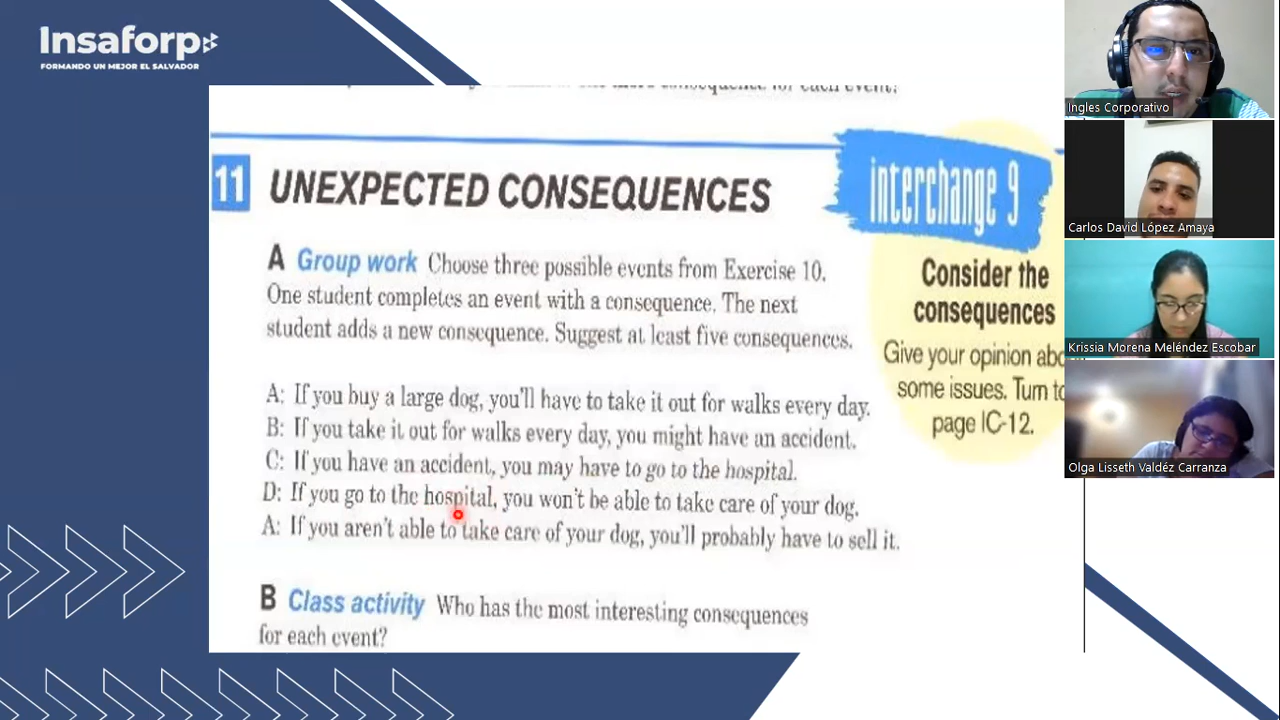 Insaforp
FORMANDO UN MEJOR EL SALVADOR
consequence for each event?
11 UNEXPECTED CONSEQUENCES
interchange 9
A Group work Choose three possible events from Exercise 10.
One student completes an event with a consequence. The next
student adds a new consequence. Suggest at least five consequences.
A: If you buy a large dog, you'll have to take it out for walks every day.
B: If you take it out for walks every day, you might have an accident.
C: If you have an accident, you may have to go to the hospital.
D: If you go to the hospital, you won't be able to take care of your dog.
A: If you aren't able to take care of your dog, you'll probably have to sell it.
B Class activity Who has the most interesting consequences
for each event?
Consider the
consequences
Give your opinion
some issues. Turn
page IC-12.
Ingles Corporativo
Carlos David López Amaya
Krissia Morena Meléndez Escobar
Olga Lisseth Valdéz Carranza